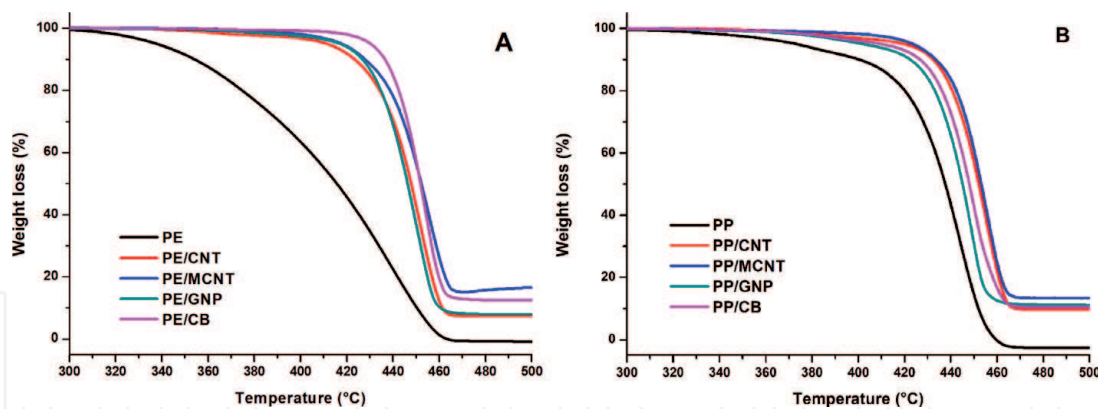 A
Weight loss (%)
100
80
60
40
20
0
PE
PE/CNT
PE/MCNT
PE/GNP
PE/CB
300 320 340 360 380 400 420 440 460 480 500
Temperature (°C)
B
Weight loss (%)
100
80
60
40
20
0
PP
PP/CNT
PP/MCNT
PP/GNP
PP/CB
300 320 340 360 380 400 420 440 460 480 500
Temperature (°C)